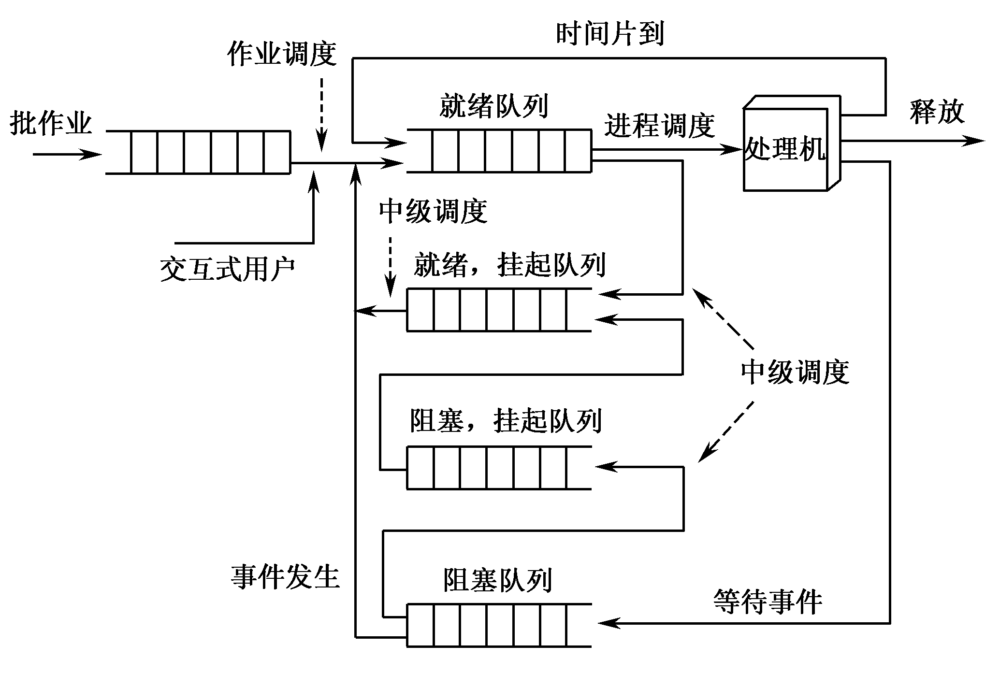 时间片到
作业调度
就绪队列
批作业
进程调度
释放
处理机
中级调度
交互式用户
就绪，挂起队列
中级调度
阻塞，挂起队列
事件发生
阻塞队列
等待事件